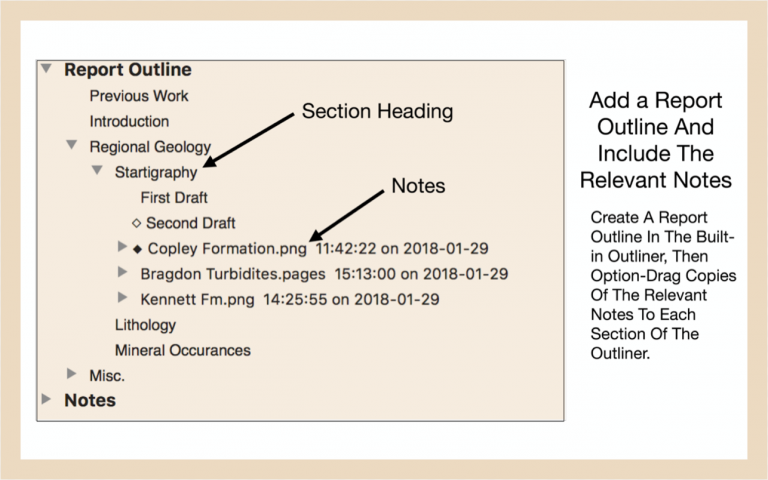 Report Outline
Previous Work
Introduction
Regional Geology
Startigraphy
First Draft
Second Draft
Copley Formation.png 11:42:22 on 2018-01-29
Bragdon Turbidites.pages 15:13:00 on 2018-01-29
Kennett Fm.png 14:25:55 on 2018-01-29
Lithology
Mineral Occurances
Misc.
Notes
Section Heading
Notes
Add a Report
Outline And
Include The
Relevant Notes
Create A Report
Outline In The Built-
in Outliner, Then
Option-Drag Copies
Of The Relevant
Notes To Each
Section Of The
Outliner.